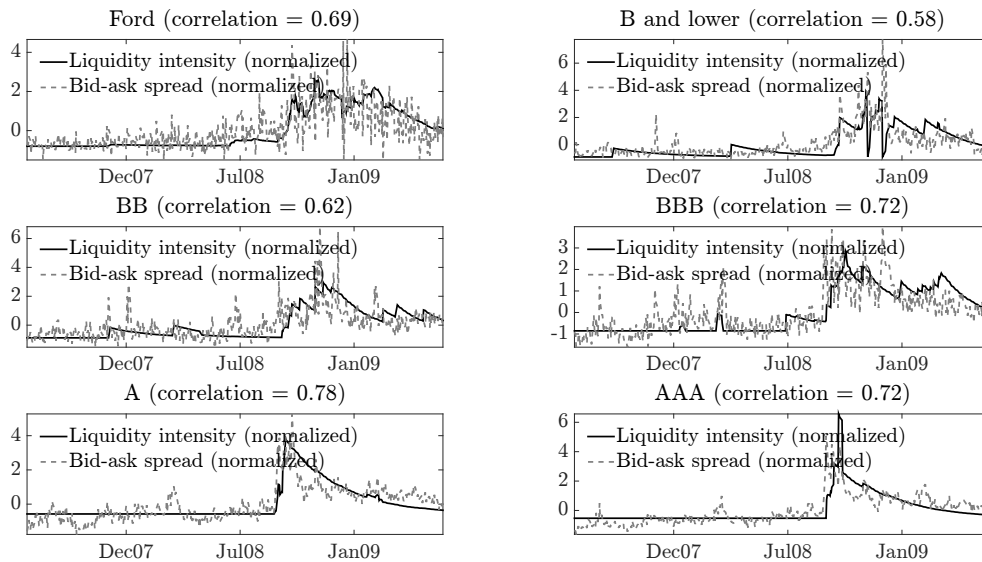 Ford (correlation = 0.69)
4
2
0
Liquidity intensity (normalized)
Bid-ask spread (normalized)
Dec07 Jul08 Jan09
B and lower (correlation = 0.58)
6
4
2
0
Liquidity intensity (normalized)
Bid-ask spread (normalized)
Dec07 Jul08 Jan09
BB (correlation = 0.62)
6
4
2
0
Liquidity intensity (normalized)
Bid-ask spread (normalized)
Dec07 Jul08 Jan09
BBB (correlation = 0.72)
3
2
1
0
-1
Liquidity intensity (normalized)
Bid-ask spread (normalized)
Dec07 Jul08 Jan09
A (correlation = 0.78)
4
2
0
Liquidity intensity (normalized)
Bid-ask spread (normalized)
Dec07 Jul08 Jan09
AAA (correlation = 0.72)
6
4
2
0
Liquidity intensity (normalized)
Bid-ask spread (normalized)
Dec07 Jul08 Jan09